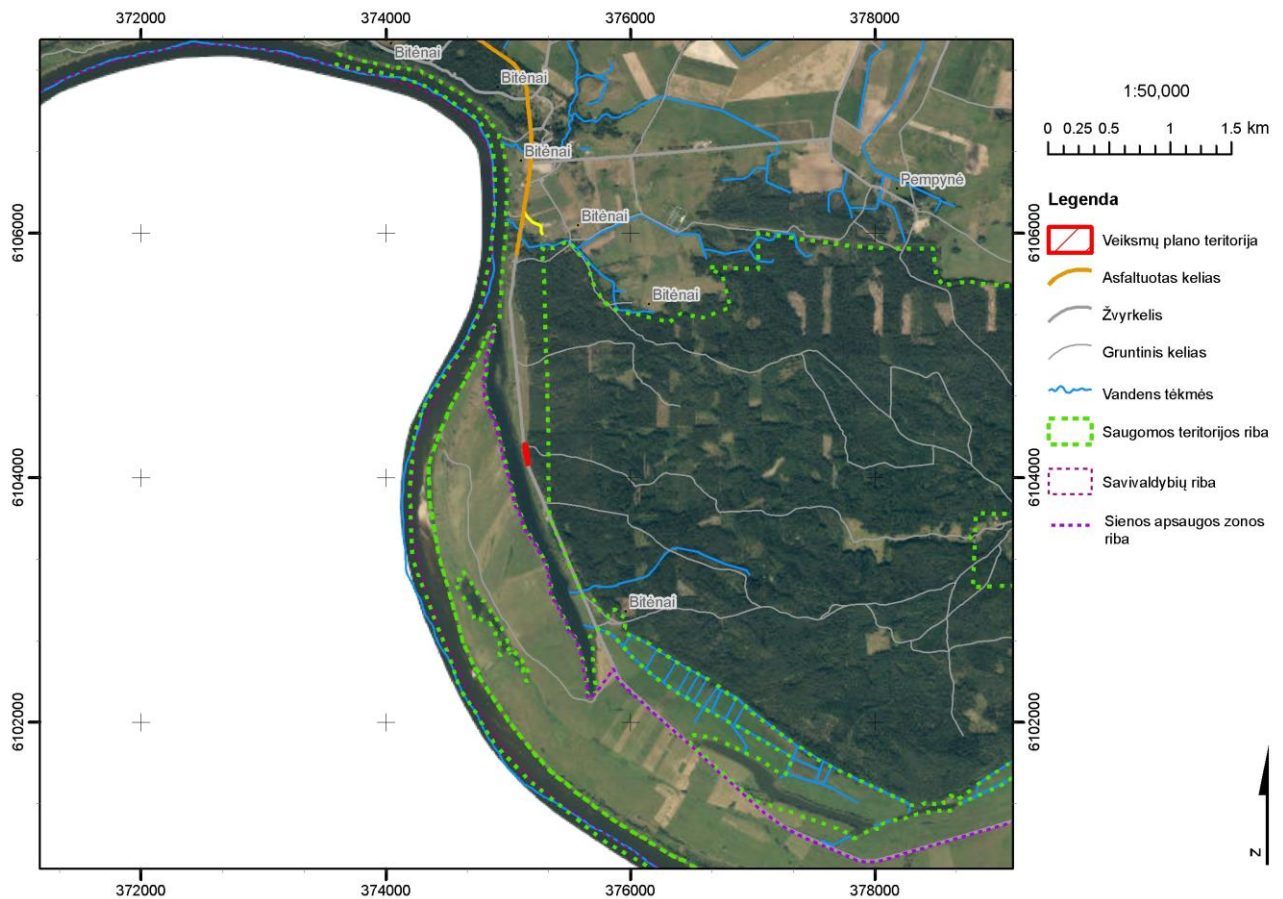 372000
374000
376000
378000
Bitėnai
Bitėnai
Bitėnai
Pempynė
Bitėnai
Bitėnai
Bitėnai
6106000
6104000
6102000
6106000
6104000
6102000
372000
374000
376000
378000
1:50,000
0 0.25 0.5 1 1.5 km
Legenda
Veiksmų plano teritorija
Asfaltuotas kelias
Žvyrkelis
Gruntinis kelias
Vandens tėkmės
Saugomos teritorijos riba
Savivaldybių riba
Sienos apsaugos zonos
riba
N